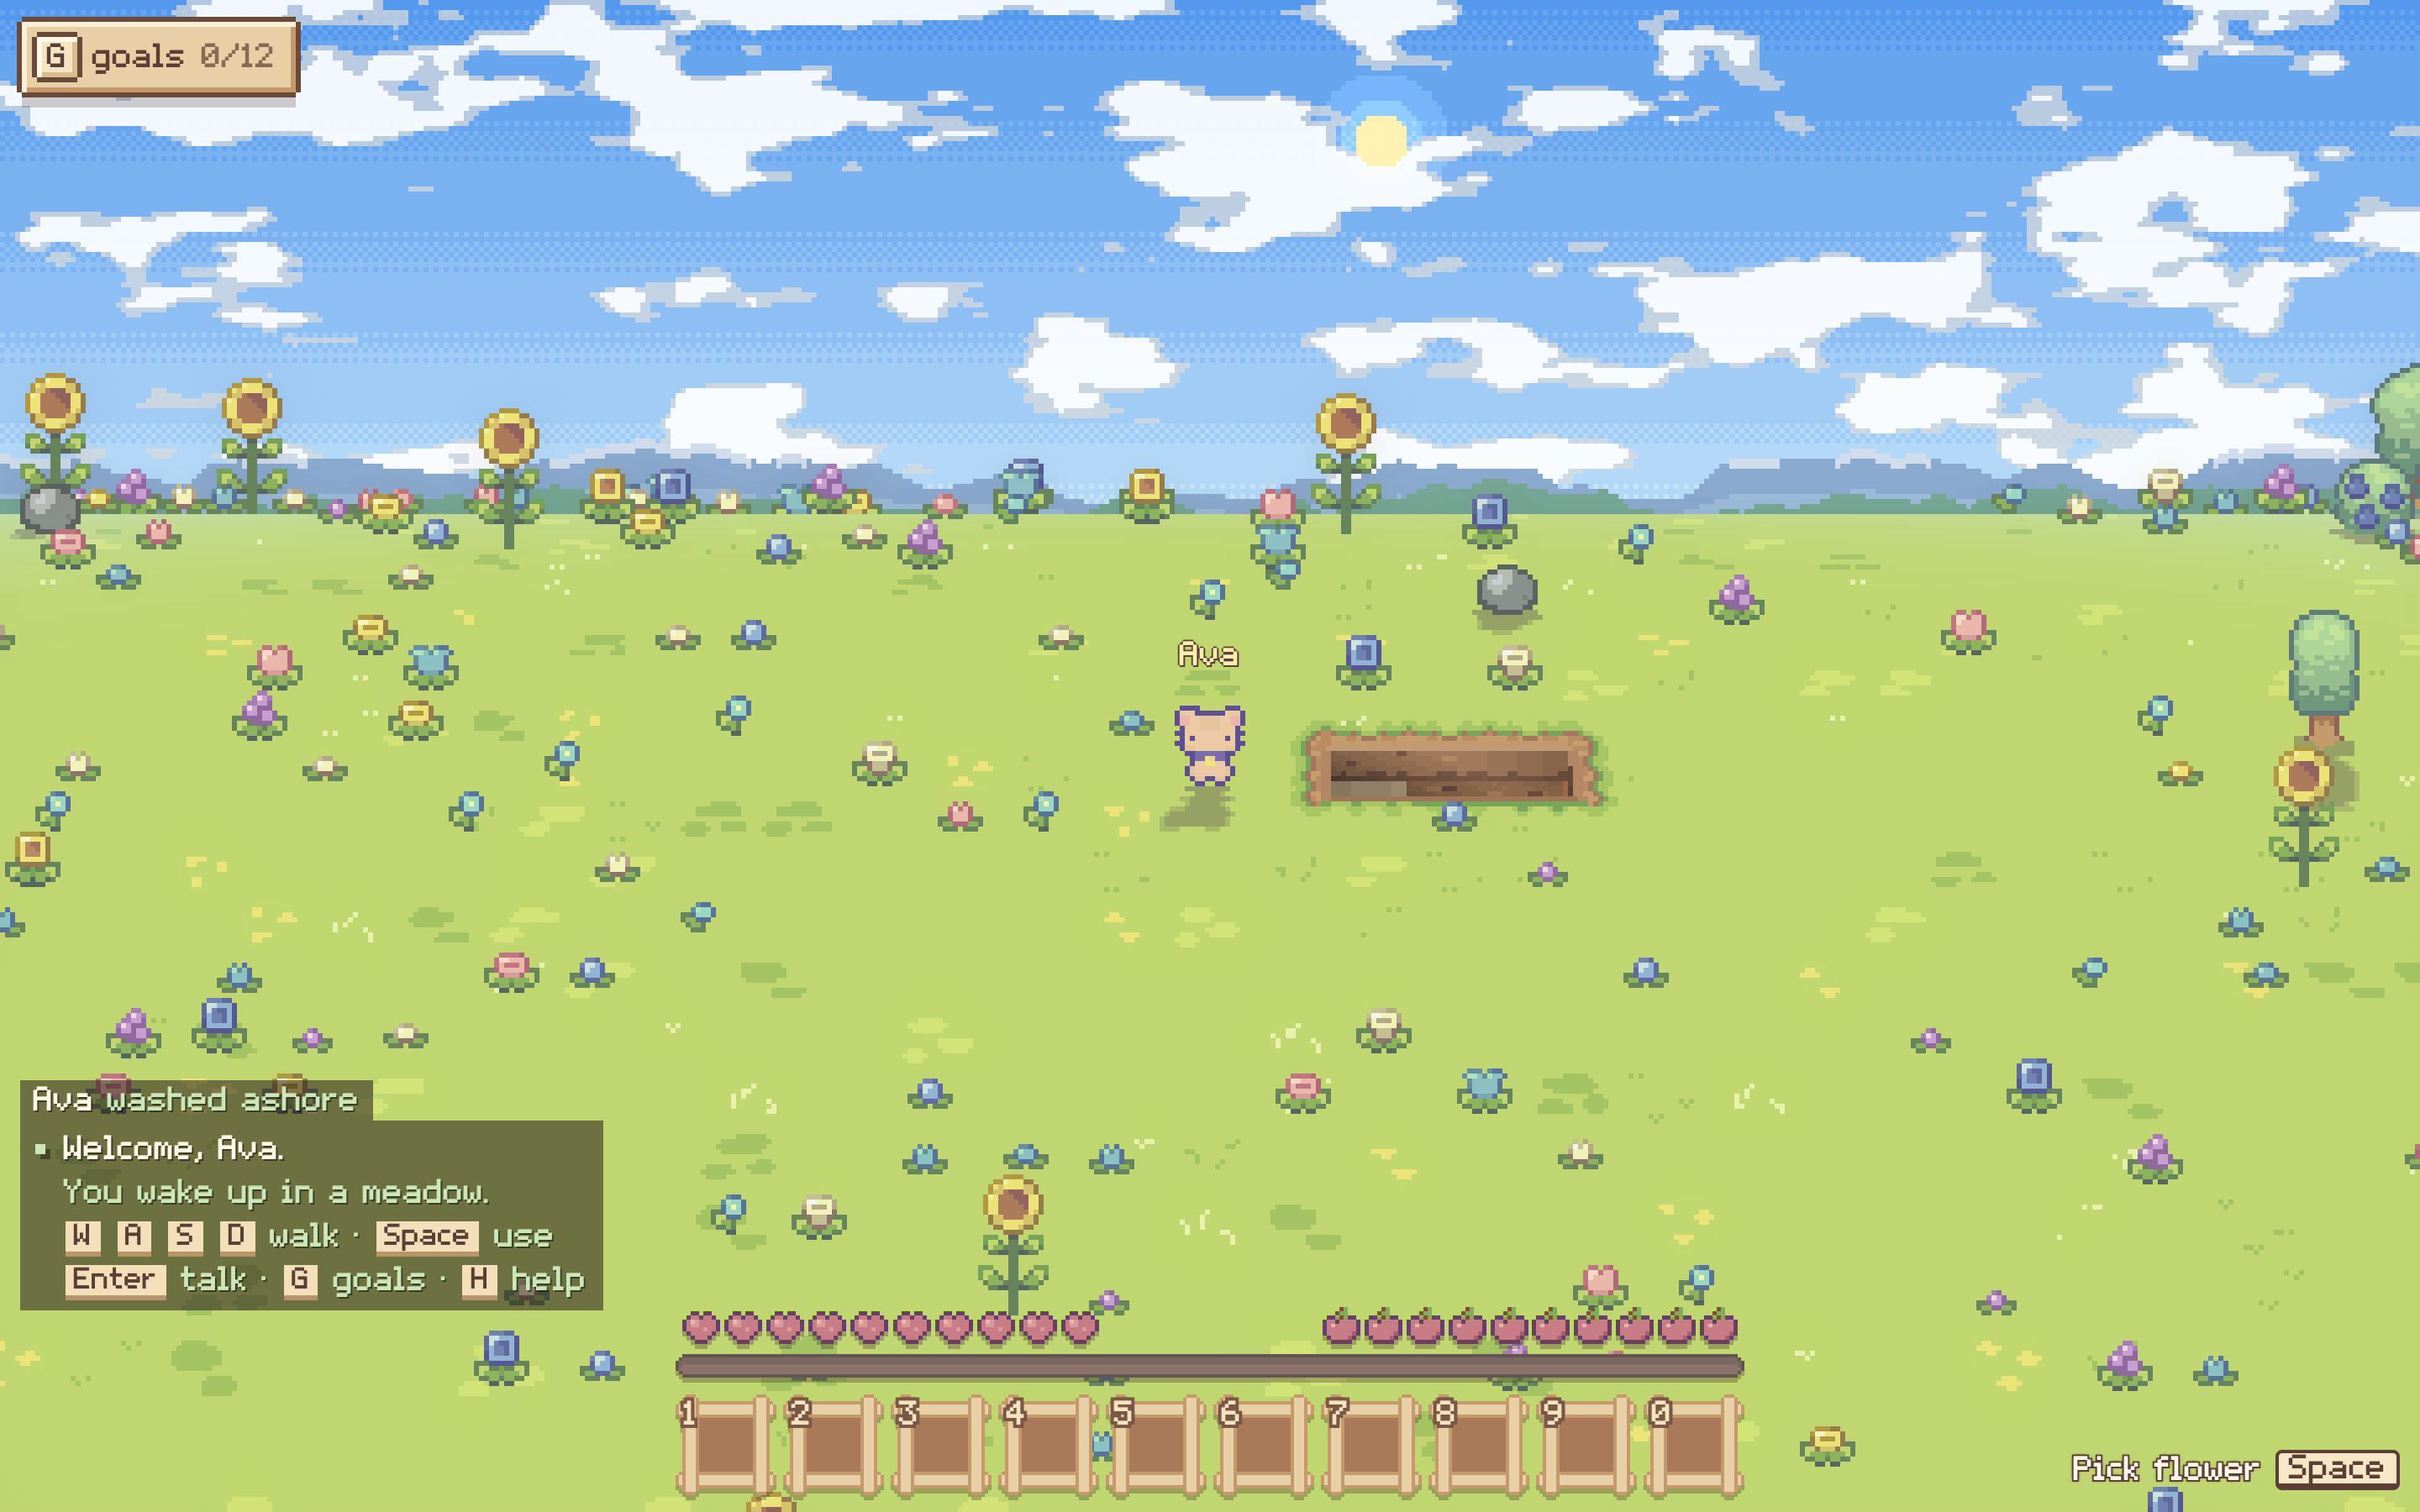 G goals 0/12
Ava
Ava washed ashore
Welcome, Ava.
You wake up in a meadow.
W A S D walk · Space use
Enter talk · G goals · H help
1 2 3 4 5 6 7 8 9 0
Pick flower Space